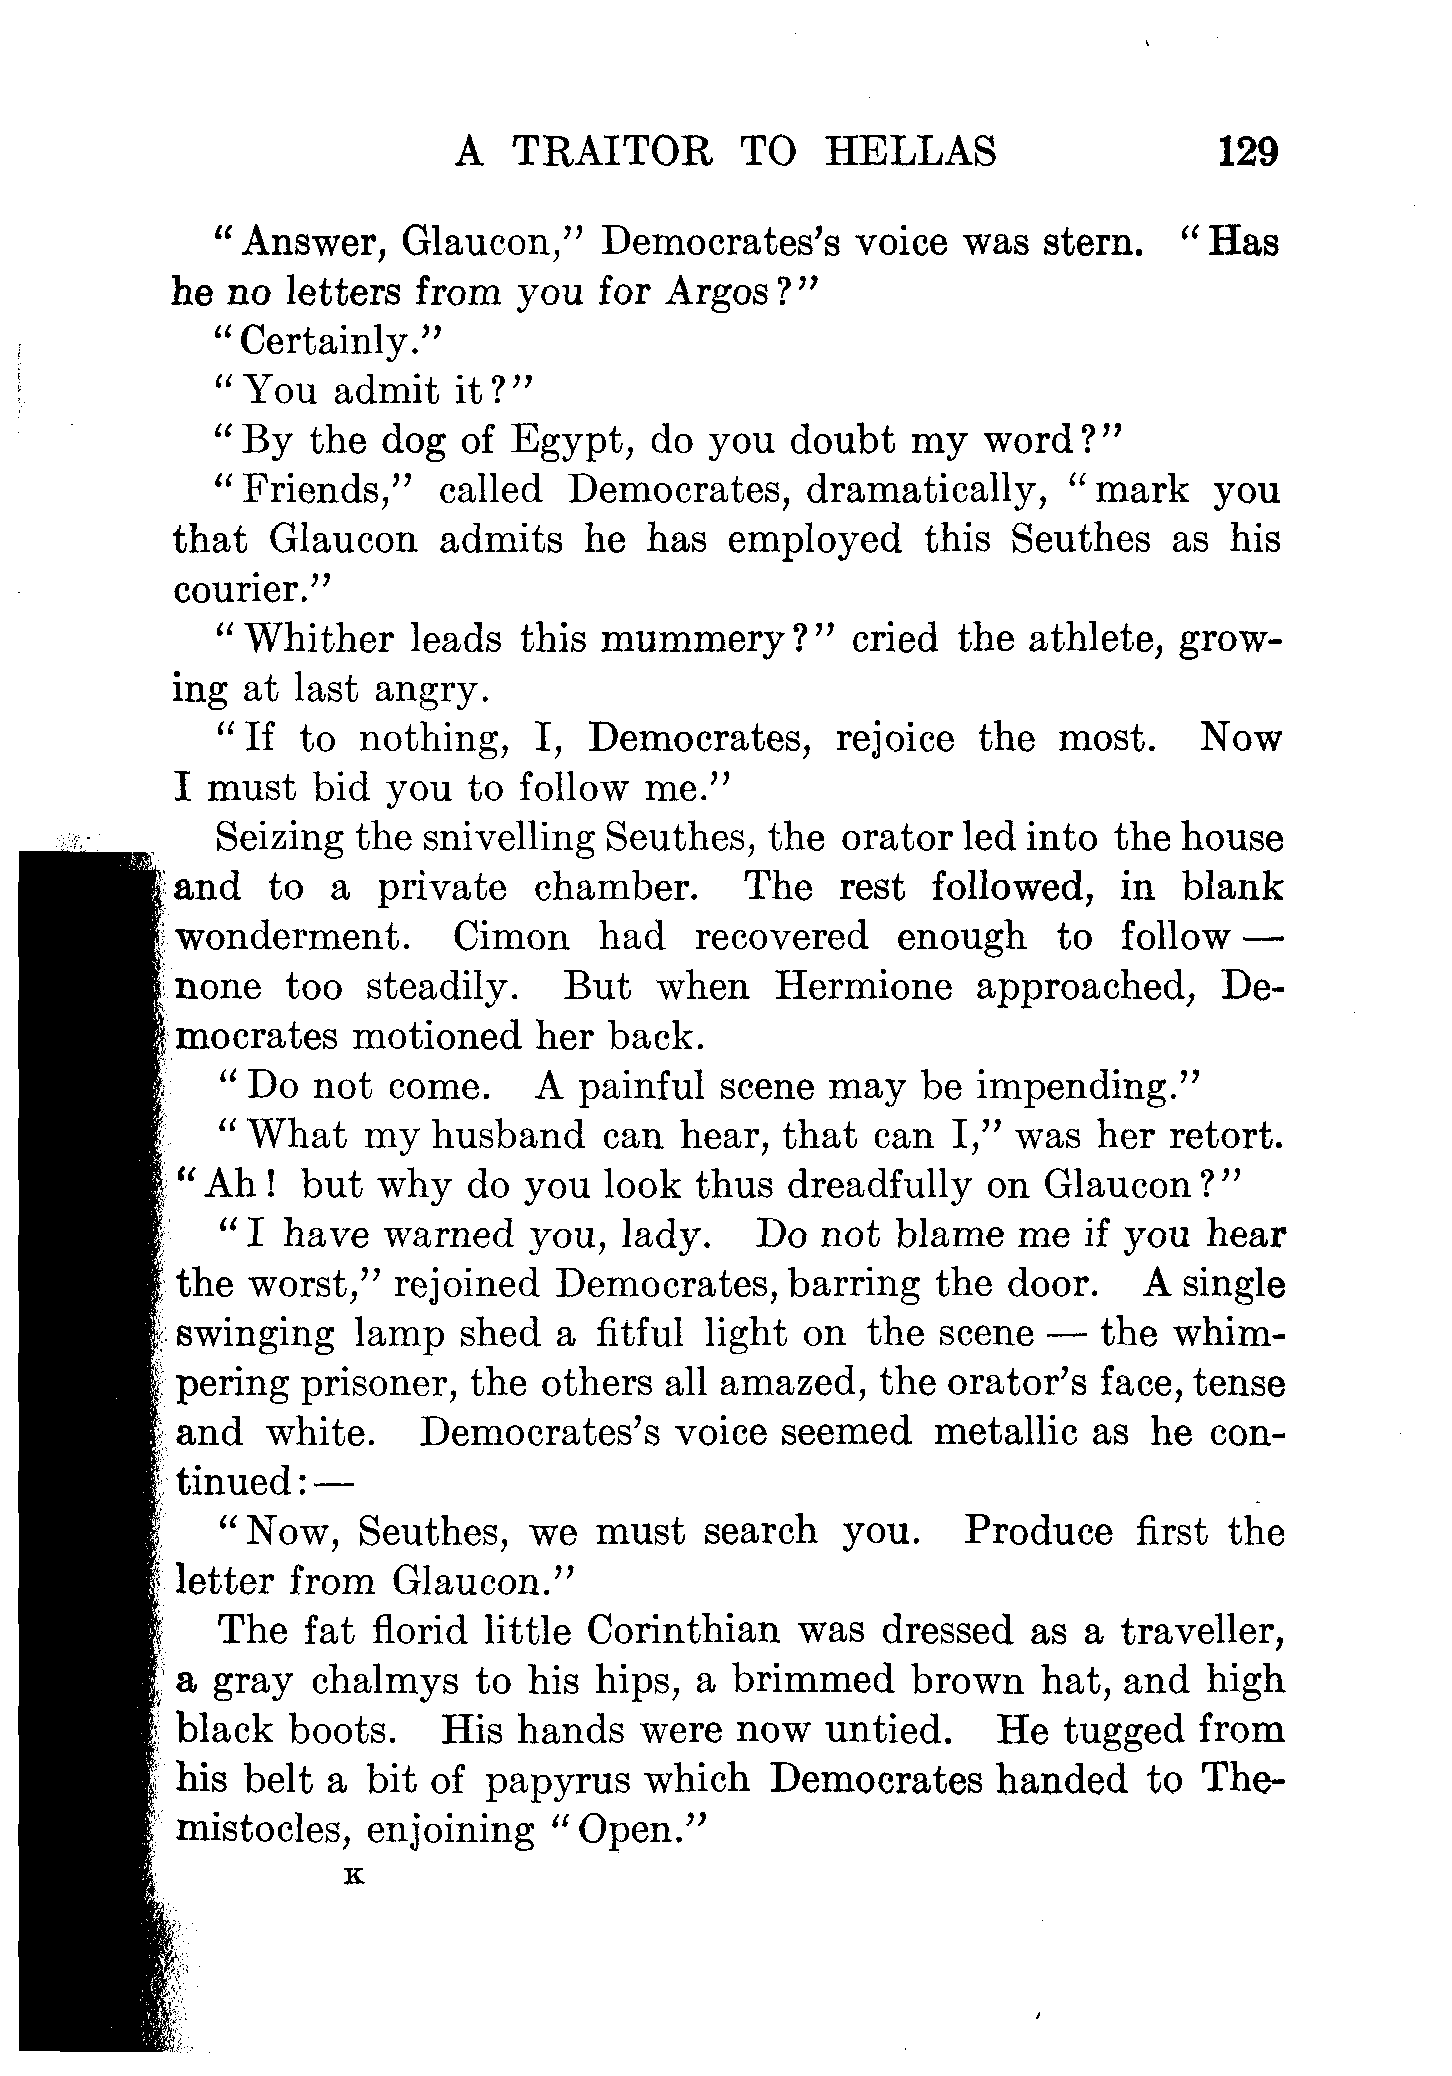 A TRAITOR TO HELLAS 129
“Answer, Glaucon,” Democrates’s voice was stern. “Has
he no letters from you for Argos?”
“Certainly.”
“You admit it?”
“By the dog of Egypt, do you doubt my word?”
“Friends,” called Democrates, dramatically, “mark you
that Glaucon admits he has employed this Seuthes as his
courier.”
“Whither leads this mummery?” cried the athlete, grow-
ing at last angry.
“If to nothing, I, Democrates, rejoice the most. Now
I must bid you to follow me.”
Seizing the snivelling Seuthes, the orator led into the house
and to a private chamber. The rest followed, in blank
wonderment. Cimon had recovered enough to follow —
none too steadily. But when Hermione approached, De-
mocrates motioned her back.
“Do not come. A painful scene may be impending.”
“What my husband can hear, that can I,” was her retort.
“Ah! but why do you look thus dreadfully on Glaucon?”
“I have warned you, lady. Do not blame me if you hear
the worst,” rejoined Democrates, barring the door. A single
swinging lamp shed a fitful light on the scene — the whim-
pering prisoner, the others all amazed, the orator’s face, tense
and white. Democrates’s voice seemed metallic as he con-
tinued: —
“Now, Seuthes, we must search you. Produce first the
letter from Glaucon.”
The fat florid little Corinthian was dressed as a traveller,
a gray chalmys to his hips, a brimmed brown hat, and high
black boots. His hands were now untied. He tugged from
his belt a bit of papyrus which Democrates handed to The-
mistocles, enjoining “Open.”
K